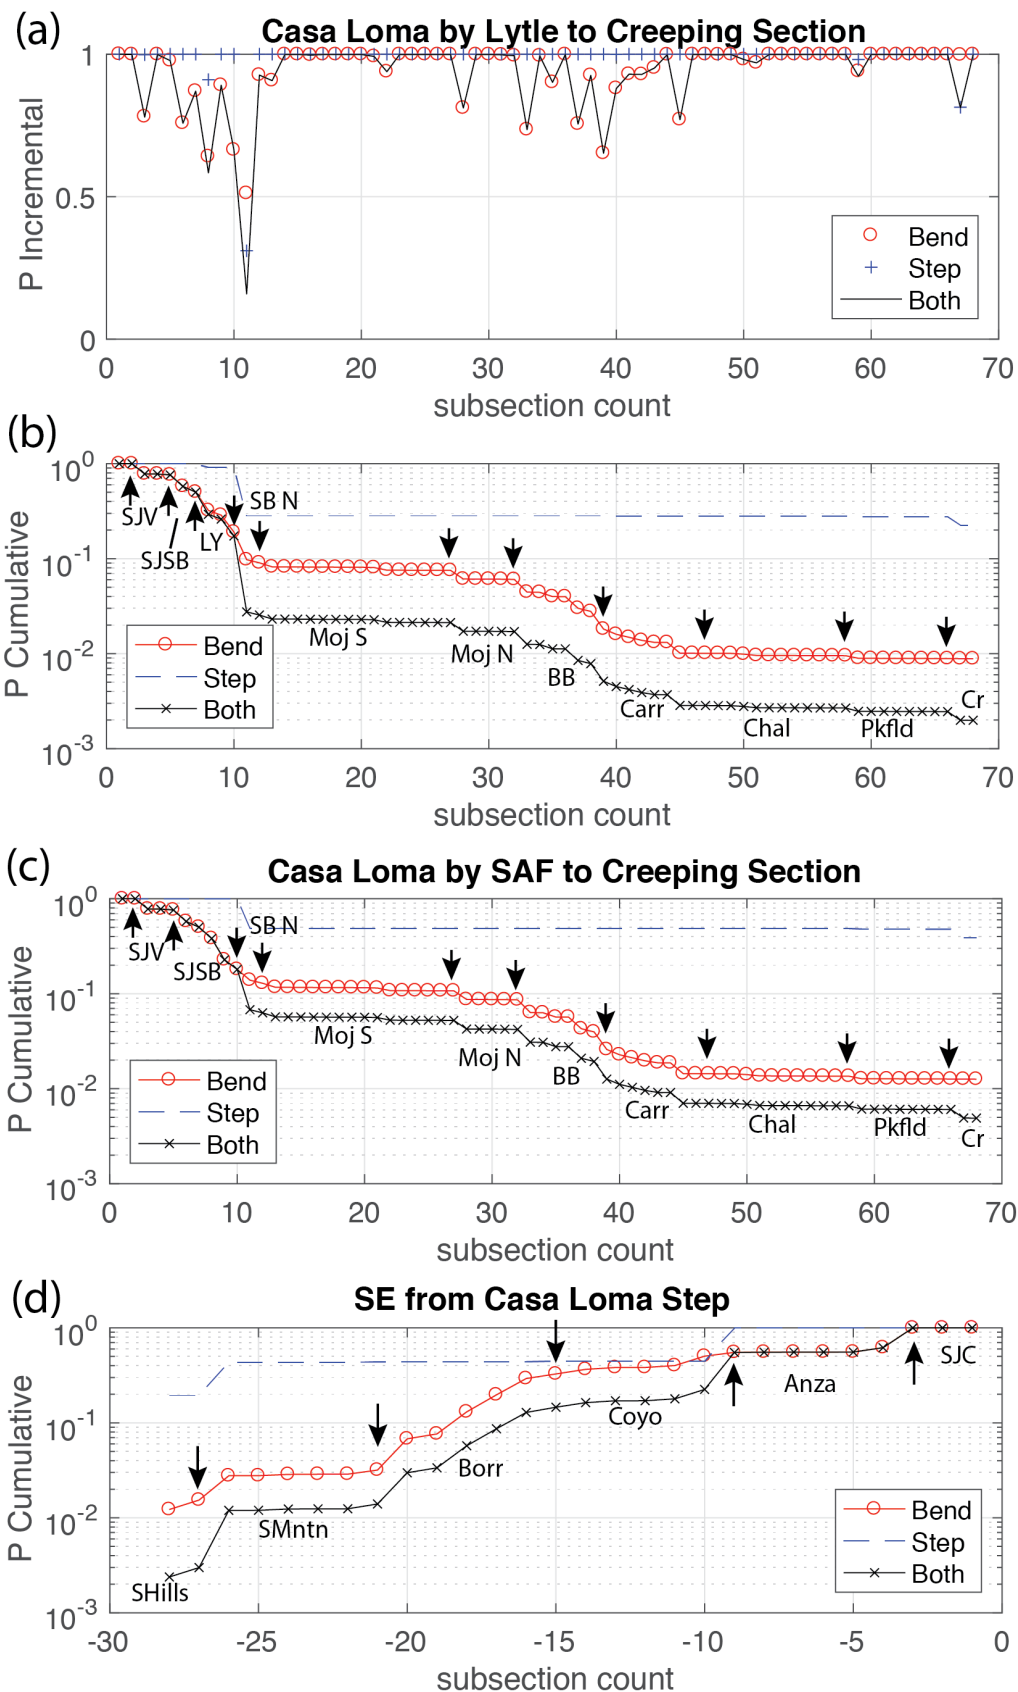 (a)
Casa Loma by Lytle to Creeping Section
1
0.5
0
P Incremental
Bend
Step
Both
0 10 20 30 40 50 60 70
subsection count
(b)
10^0
10^-1
10^-2
10^-3
P Cumulative
SJV
SJSB
LY
SB N
Moj S
Moj N
BB
Carr
Chal
Pkfld
Cr
Bend
Step
Both
0 10 20 30 40 50 60 70
subsection count
(c)
Casa Loma by SAF to Creeping Section
10^0
10^-1
10^-2
10^-3
P Cumulative
SJV
SJSB
SB N
Moj S
Moj N
BB
Carr
Chal
Pkfld
Cr
Bend
Step
Both
0 10 20 30 40 50 60 70
subsection count
(d)
SE from Casa Loma Step
10^0
10^-1
10^-2
10^-3
P Cumulative
SJC
Anza
Coyo
Borr
SMntn
SHills
Bend
Step
Both
-30 -25 -20 -15 -10 -5 0
subsection count